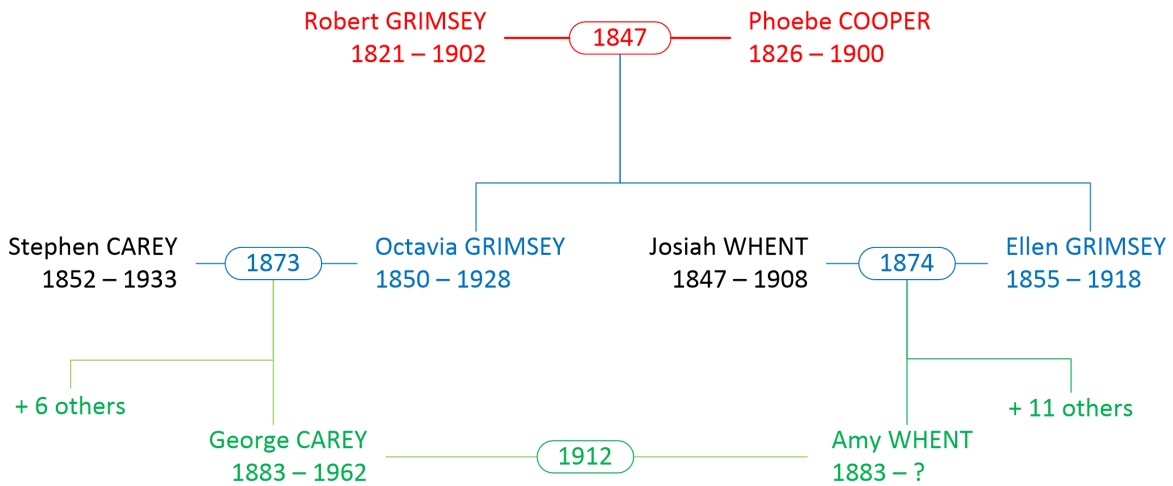 Robert GRIMSEY
1821 – 1902
1847
Phoebe COOPER
1826 – 1900
Stephen CAREY
1852 – 1933
1873
Octavia GRIMSEY
1850 – 1928
Josiah WHENT
1847 – 1908
1874
Ellen GRIMSEY
1855 – 1918
+ 6 others
+ 11 others
George CAREY
1883 – 1962
1912
Amy WHENT
1883 – ?